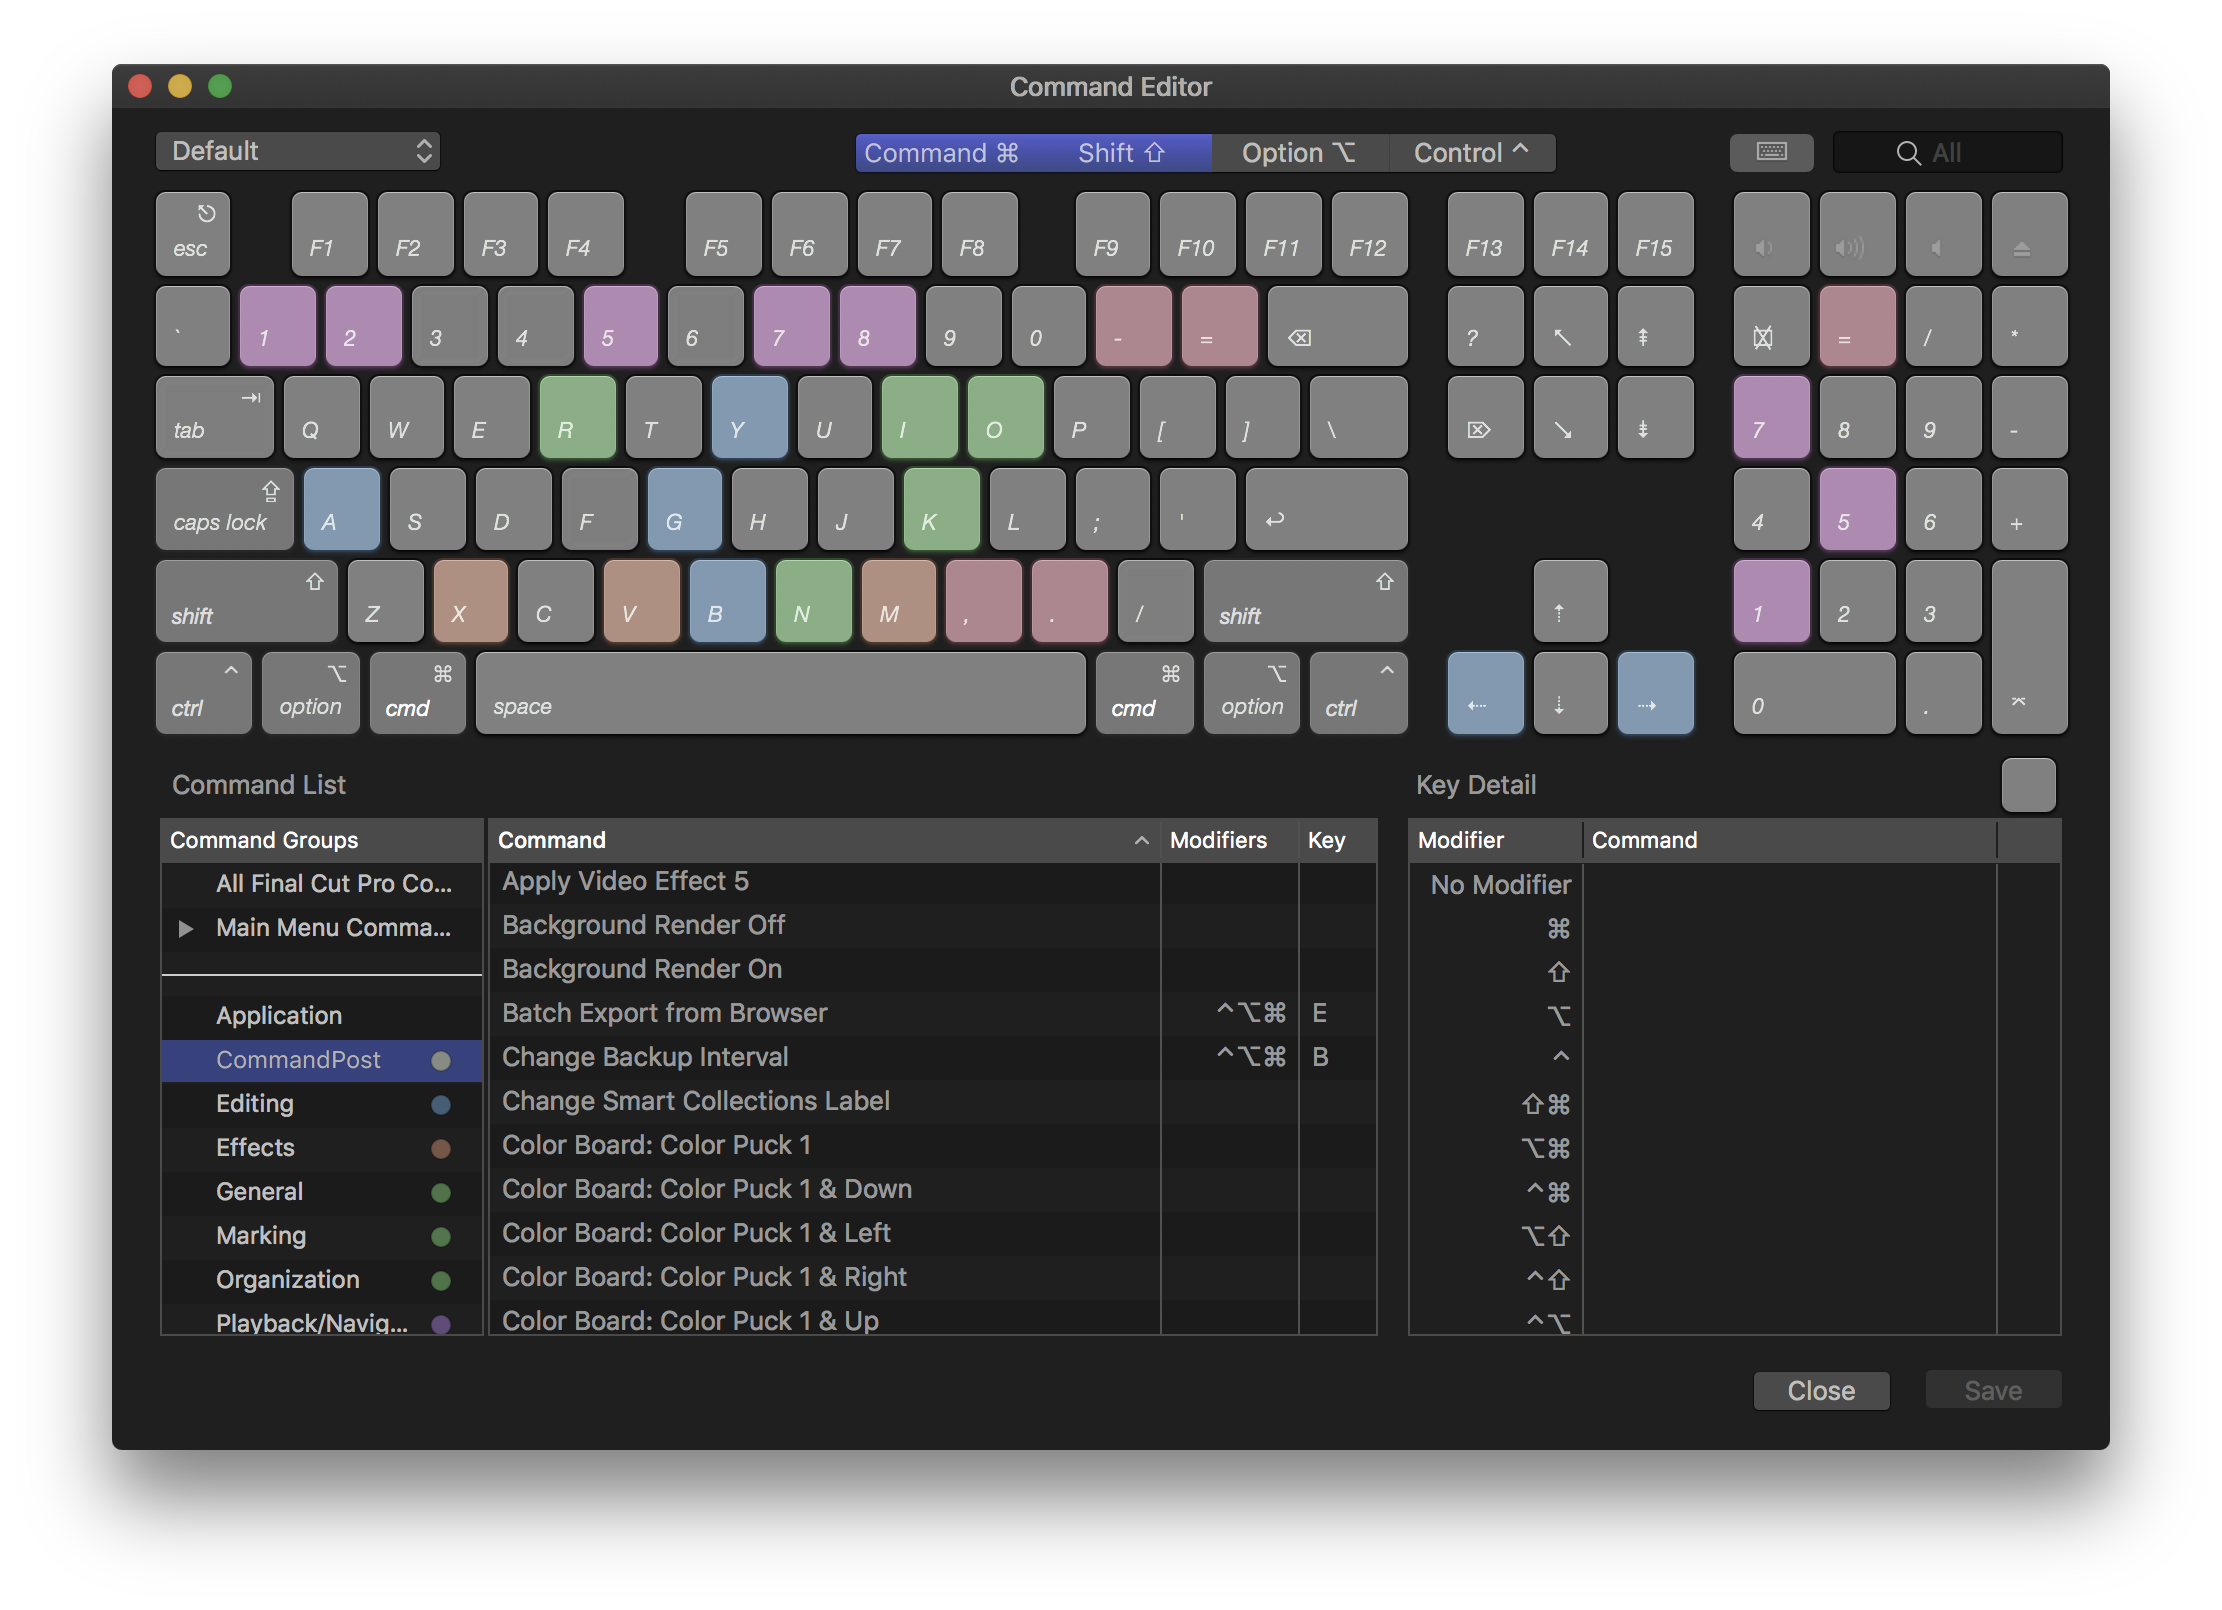 Command Editor
Default
Command ⌘ Shift ⇧ Option ⌥ Control ^
All
esc F1 F2 F3 F4 F5 F6 F7 F8 F9 F10 F11 F12 F13 F14 F15
` 1 2 3 4 5 6 7 8 9 0 - = ⌫ ? ↖ ⇞ = / *
tab ⇥ Q W E R T Y U I O P [ ] \ ⌦ ↘ ⇟ 7 8 9 -
caps lock ⇪ A S D F G H J K L ; ' ↩ 4 5 6 +
shift ⇧ Z X C V B N M , . / shift ⇧ ⇡ 1 2 3
ctrl ^ option ⌥ cmd ⌘ space cmd ⌘ option ⌥ ctrl ^ ⇠ ⇣ ⇢ 0 . ⌤
Command List
Command Groups
All Final Cut Pro Co...
Main Menu Comma...
Application
CommandPost
Editing
Effects
General
Marking
Organization
Playback/Navig...
Command Modifiers Key
Apply Video Effect 5
Background Render Off
Background Render On
Batch Export from Browser ^⌥⌘ E
Change Backup Interval ^⌥⌘ B
Change Smart Collections Label
Color Board: Color Puck 1
Color Board: Color Puck 1 & Down
Color Board: Color Puck 1 & Left
Color Board: Color Puck 1 & Right
Color Board: Color Puck 1 & Up
Key Detail
Modifier Command
No Modifier
⌘
⇧
⌥
^
⇧⌘
⌥⌘
^⌘
⌥⇧
^⇧
^⌥
Close Save